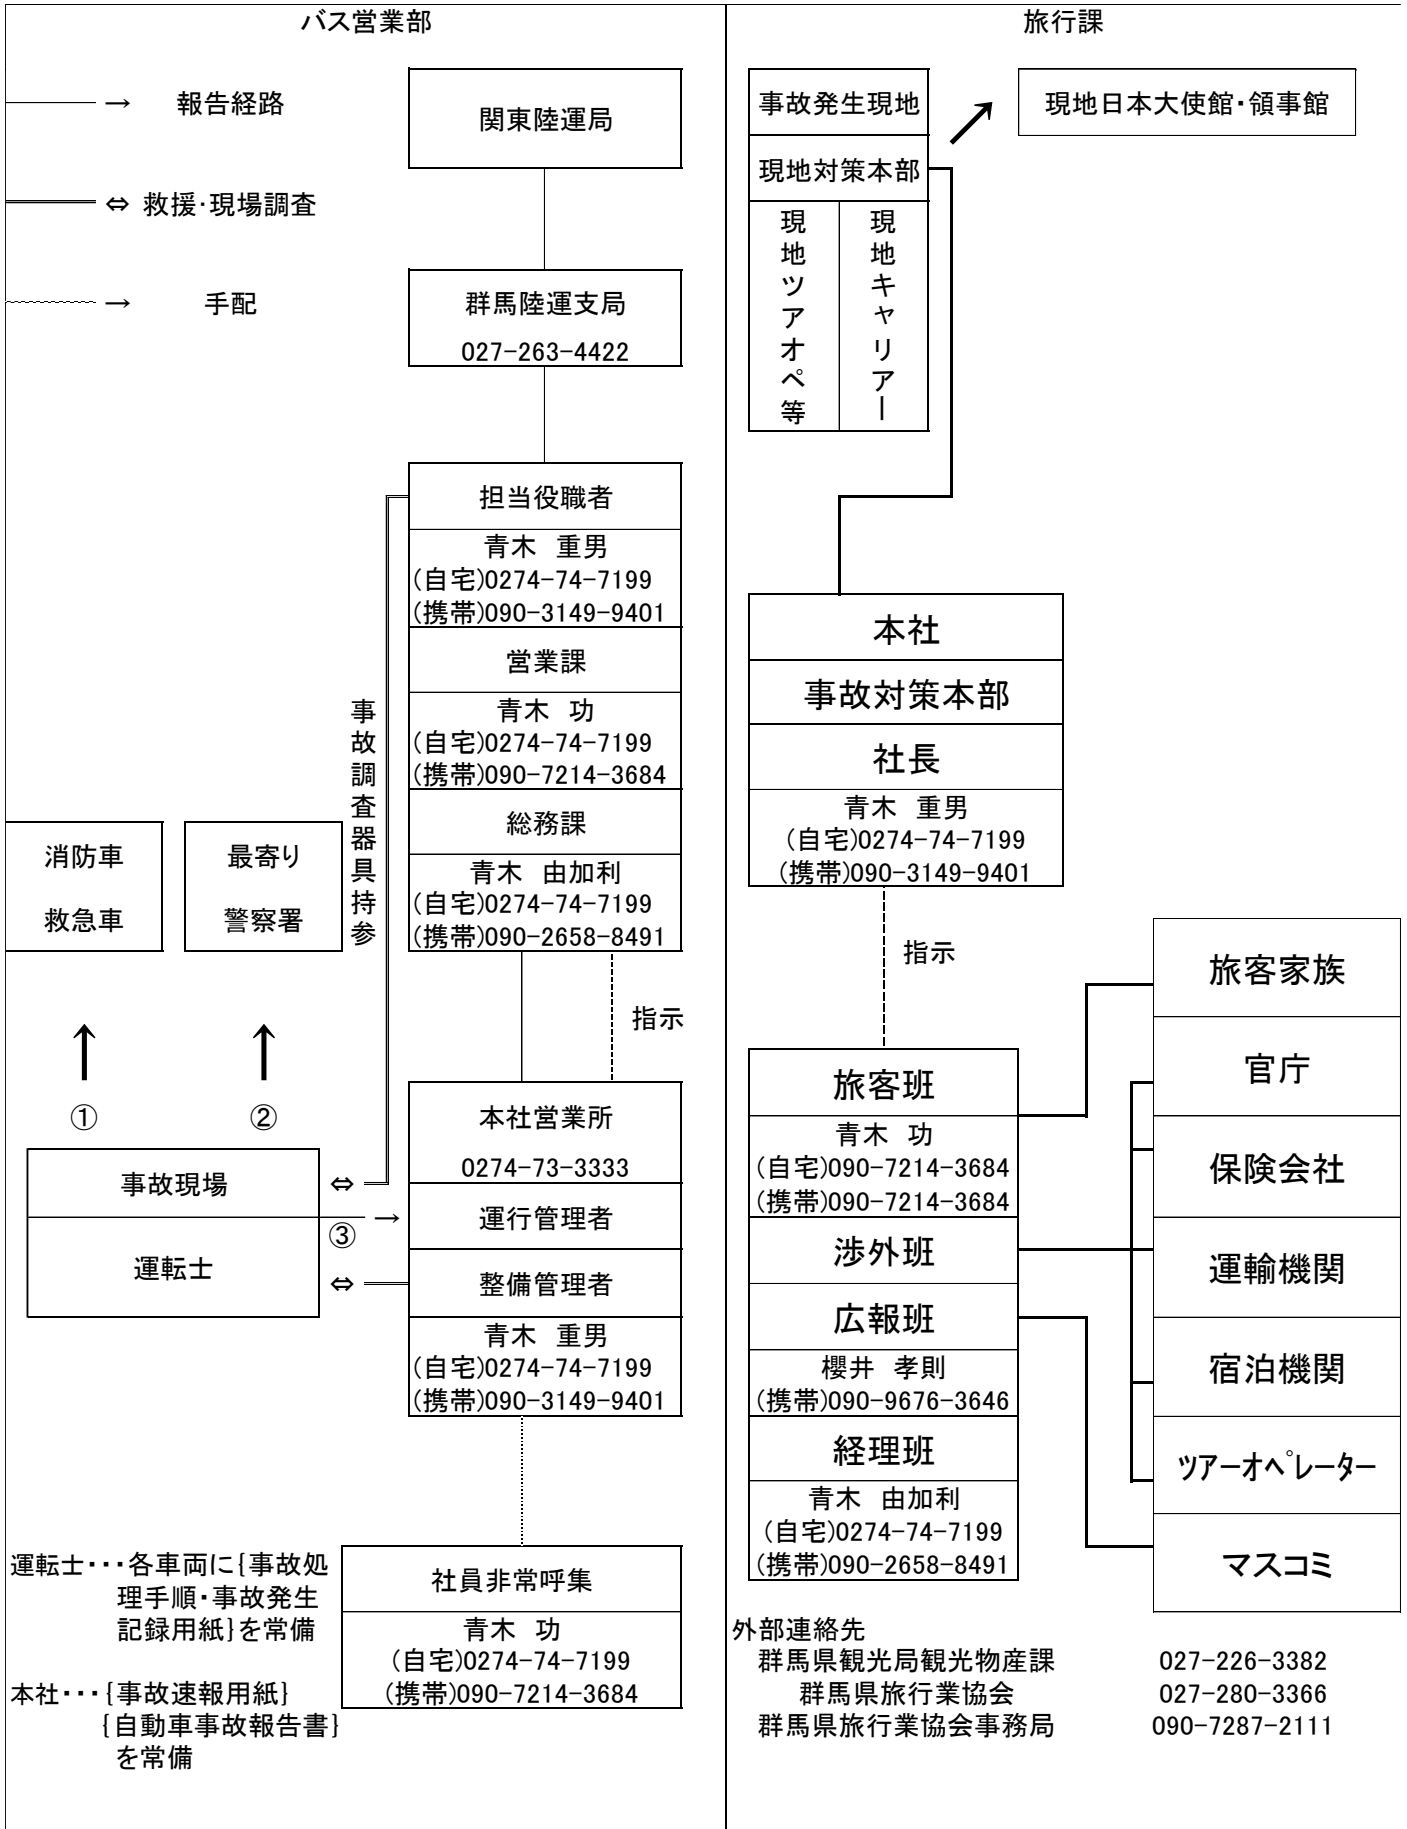 バス営業部
→ 報告経路
⇔ 救援・現場調査
→ 手配
関東陸運局
群馬陸運支局
027-263-4422
担当役職者
青木 重男
(自宅)0274-74-7199
(携帯)090-3149-9401
営業課
青木 功
(自宅)0274-74-7199
(携帯)090-7214-3684
総務課
青木 由加利
(自宅)0274-74-7199
(携帯)090-2658-8491
事故調査器具持参
消防車
救急車
最寄り
警察署
指示
①
②
本社営業所
0274-73-3333
事故現場
⇔
運転士
③ →
運行管理者
⇔
整備管理者
青木 重男
(自宅)0274-74-7199
(携帯)090-3149-9401
社員非常呼集
青木 功
(自宅)0274-74-7199
(携帯)090-7214-3684
運転士・・・各車両に{事故処
理手順・事故発生
記録用紙}を常備
本社・・・{事故速報用紙}
{自動車事故報告書}
を常備
旅行課
事故発生現地
現地日本大使館・領事館
現地対策本部
現地ツアオペ等
現地キャリアー
本社
事故対策本部
社長
青木 重男
(自宅)0274-74-7199
(携帯)090-3149-9401
指示
旅客班
青木 功
(自宅)090-7214-3684
(携帯)090-7214-3684
渉外班
広報班
櫻井 孝則
(携帯)090-9676-3646
経理班
青木 由加利
(自宅)0274-74-7199
(携帯)090-2658-8491
旅客家族
官庁
保険会社
運輸機関
宿泊機関
ﾂｱｰｵﾍﾟﾚｰﾀｰ
マスコミ
外部連絡先
群馬県観光局観光物産課 027-226-3382
群馬県旅行業協会 027-280-3366
群馬県旅行業協会事務局 090-7287-2111